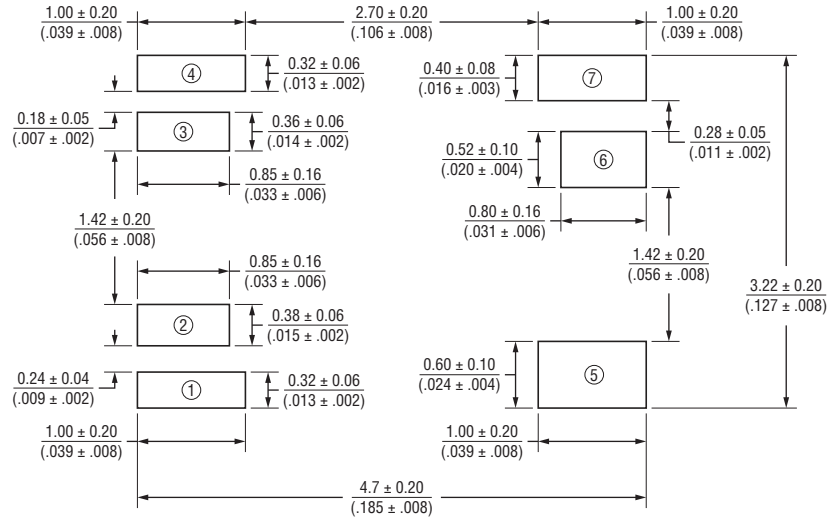 1.00 ± 0.20
(.039 ± .008)
2.70 ± 0.20
(.106 ± .008)
1.00 ± 0.20
(.039 ± .008)
④
0.32 ± 0.06
(.013 ± .002)
0.40 ± 0.08
(.016 ± .003)
⑦
0.18 ± 0.05
(.007 ± .002)
③
0.36 ± 0.06
(.014 ± .002)
0.28 ± 0.05
(.011 ± .002)
0.52 ± 0.10
(.020 ± .004)
⑥
0.85 ± 0.16
(.033 ± .006)
0.80 ± 0.16
(.031 ± .006)
1.42 ± 0.20
(.056 ± .008)
1.42 ± 0.20
(.056 ± .008)
0.85 ± 0.16
(.033 ± .006)
3.22 ± 0.20
(.127 ± .008)
②
0.38 ± 0.06
(.015 ± .002)
0.24 ± 0.04
(.009 ± .002)
①
0.32 ± 0.06
(.013 ± .002)
0.60 ± 0.10
(.024 ± .004)
⑤
1.00 ± 0.20
(.039 ± .008)
1.00 ± 0.20
(.039 ± .008)
4.7 ± 0.20
(.185 ± .008)